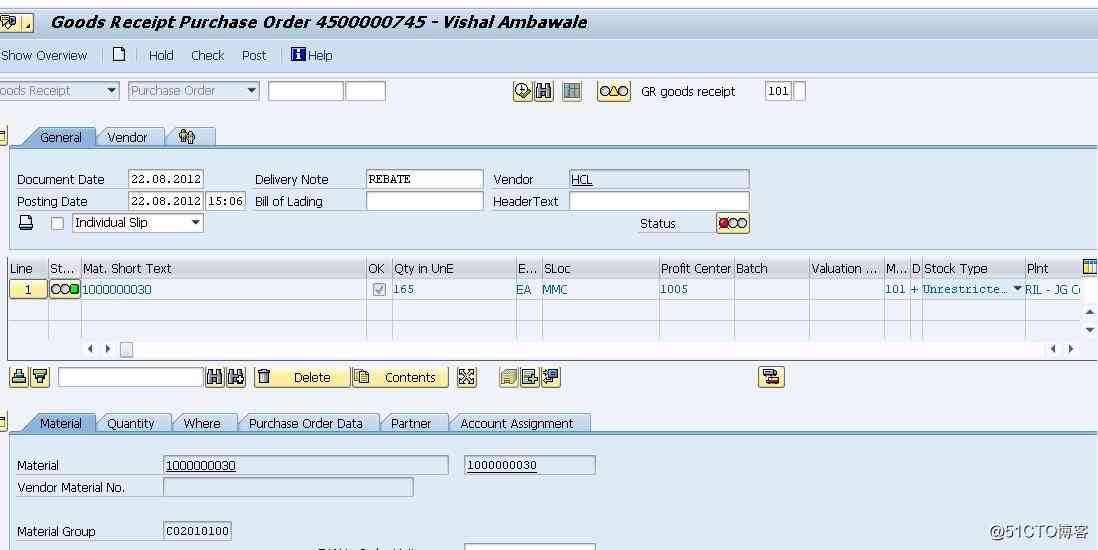 Goods Receipt Purchase Order 4500000745 - Vishal Ambawale
Show Overview Hold Check Post Help
oods Receipt Purchase Order GR goods receipt 101
General Vendor
Document Date 22.08.2012 Delivery Note REBATE Vendor HCL
Posting Date 22.08.2012 15:06 Bill of Lading HeaderText
Individual Slip Status
Line St... Mat. Short Text OK Qty in UnE E... SLoc Profit Center Batch Valuation ... M... D Stock Type Plnt
1 1000000030 165 EA MMC 1005 101 + Unrestricte... RIL - JG C
Delete Contents
Material Quantity Where Purchase Order Data Partner Account Assignment
Material 1000000030 1000000030
Vendor Material No.
Material Group C02010100
@51CTO博客